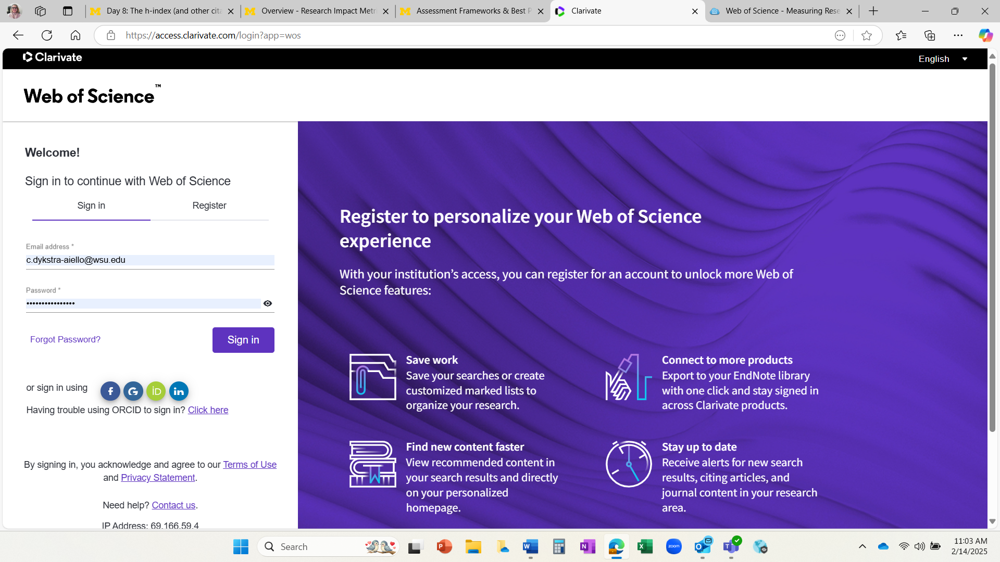 Day 8: The h-index (and other cita
Overview - Research Impact Metri
Assessment Frameworks & Best P
Clarivate
Web of Science - Measuring Rese
https://access.clarivate.com/login?app=wos
Clarivate
English
Web of Science™
Welcome!
Sign in to continue with Web of Science
Sign in
Register
Email address *
c.dykstra-aiello@wsu.edu
Password *
••••••••••••••••
Forgot Password?
Sign in
or sign in using
f
G
iD
in
Having trouble using ORCID to sign in? Click here
By signing in, you acknowledge and agree to our Terms of Use
and Privacy Statement.
Need help? Contact us.
IP Address: 69.166.59.4
Register to personalize your Web of Science
experience
With your institution’s access, you can register for an account to unlock more Web of
Science features:
Save work
Save your searches or create
customized marked lists to
organize your research.
Connect to more products
Export to your EndNote library
with one click and stay signed in
across Clarivate products.
Find new content faster
View recommended content in
your search results and directly
on your personalized
homepage.
Stay up to date
Receive alerts for new search
results, citing articles, and
journal content in your research
area.
Search
zoom
11:03 AM
2/14/2025